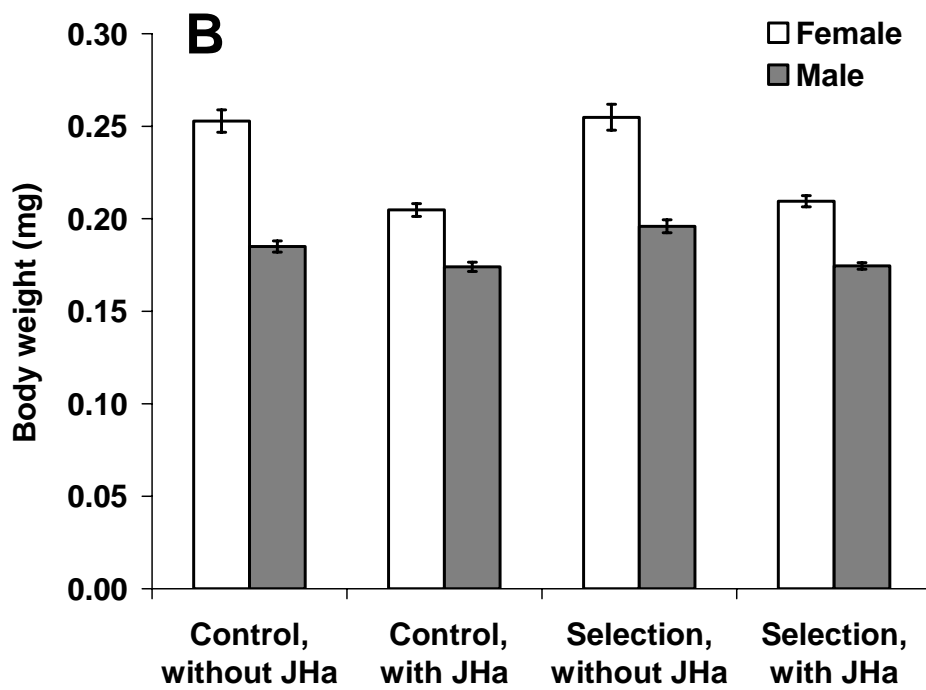 B
Female
Male
Body weight (mg)
0.30
0.25
0.20
0.15
0.10
0.05
0.00
Control,
without JHa
Control,
with JHa
Selection,
without JHa
Selection,
with JHa